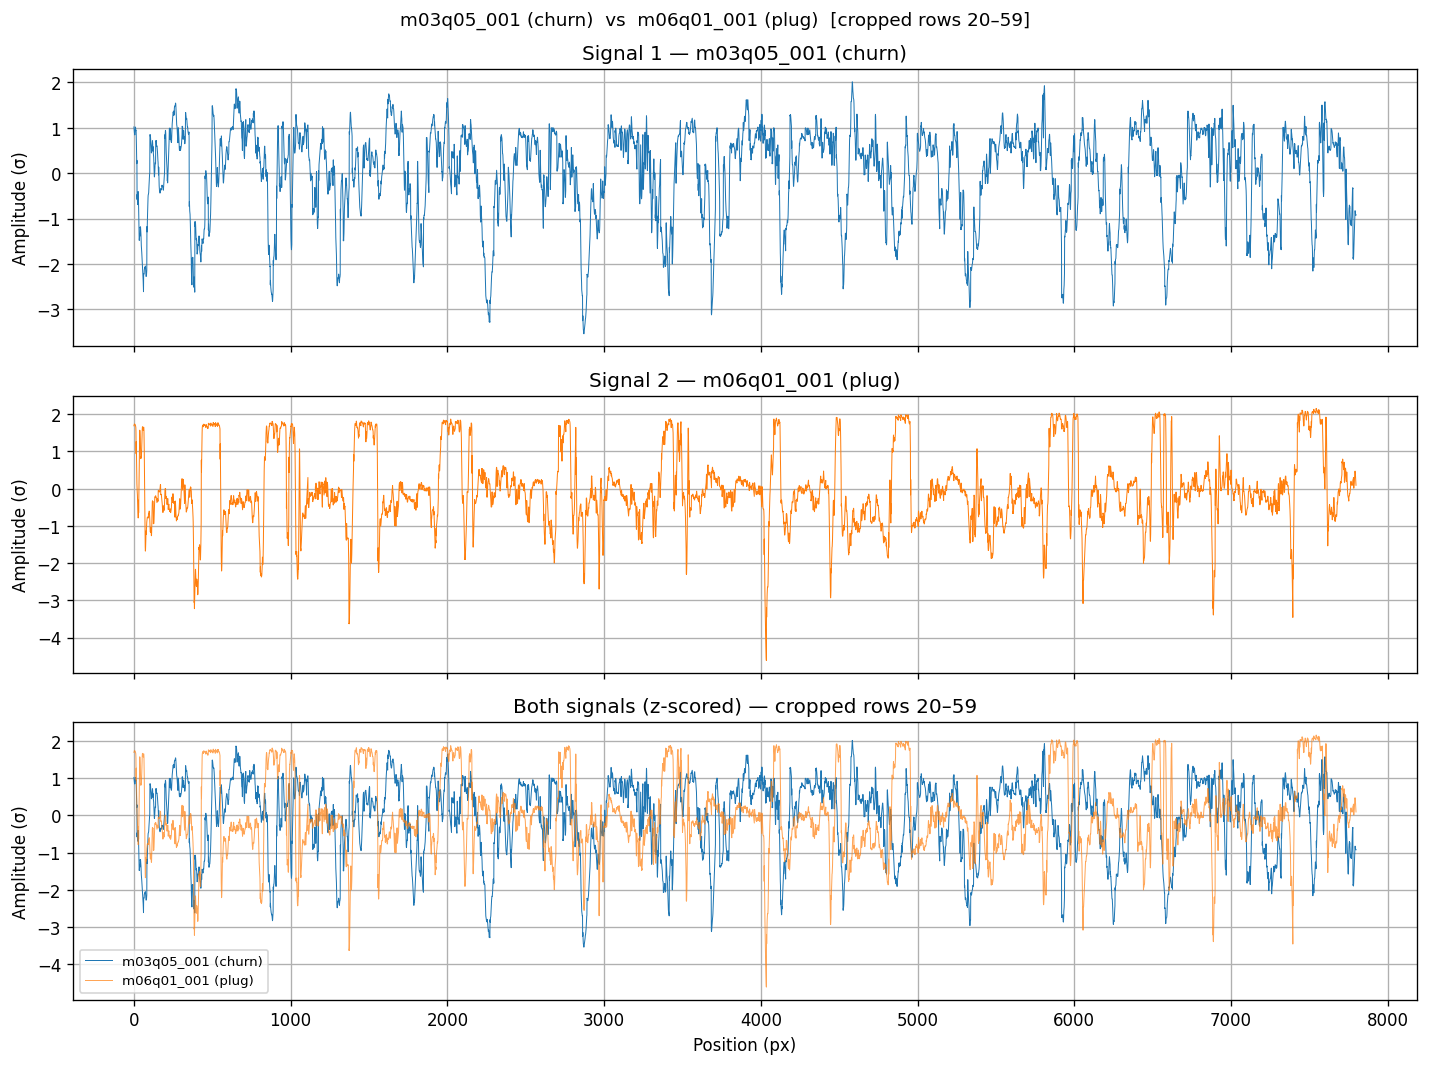 m03q05_001 (churn)  vs  m06q01_001 (plug)  [cropped rows 20–59]
Signal 1 — m03q05_001 (churn)
Amplitude (σ)
2
1
0
−1
−2
−3
Signal 2 — m06q01_001 (plug)
Amplitude (σ)
2
1
0
−1
−2
−3
−4
Both signals (z-scored) — cropped rows 20–59
Amplitude (σ)
2
1
0
−1
−2
−3
−4
m03q05_001 (churn)
m06q01_001 (plug)
0 1000 2000 3000 4000 5000 6000 7000 8000
Position (px)